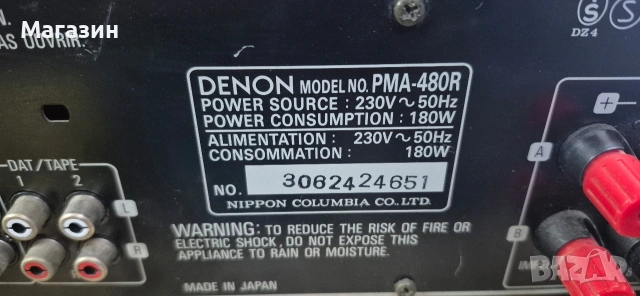 Магазин
N.
AS OUVRIR.
DZ4
DENON MODEL NO. PMA-480R
POWER SOURCE : 230V~50Hz
POWER CONSUMPTION : 180W
ALIMENTATION : 230V~50Hz
CONSOMMATION : 180W
NO. 3062424651
NIPPON COLUMBIA CO.,LTD.
DAT/TAPE
1 2
L
R
+
A
B
WARNING: TO REDUCE THE RISK OF FIRE OR
ELECTRIC SHOCK, DO NOT EXPOSE THIS
APPLIANCE TO RAIN OR MOISTURE.
MADE IN JAPAN
bazar